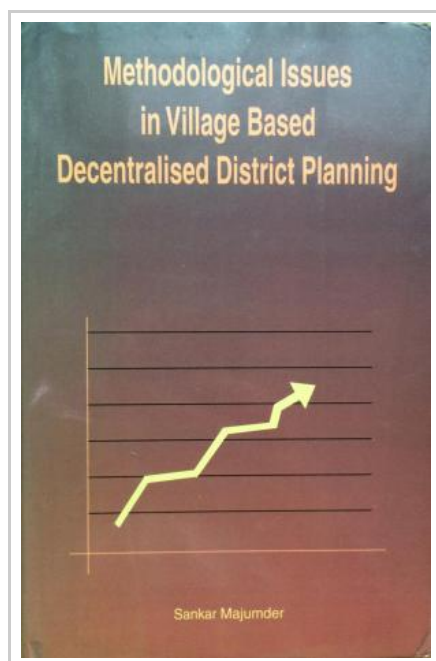 Methodological Issues
in Village Based
Decentralised District Planning
Sankar Majumder